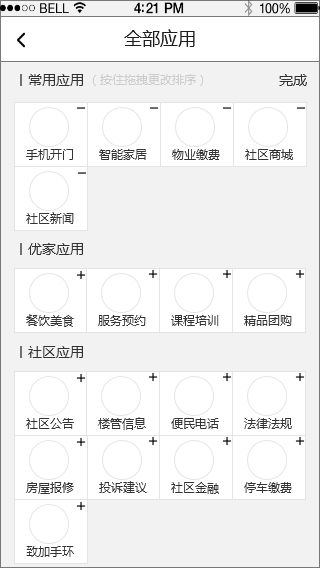 BELL 4:21 PM 100%
全部应用
常用应用（按住拖拽更改排序） 完成
手机开门 智能家居 物业缴费 社区商城
社区新闻
优家应用
餐饮美食 服务预约 课程培训 精品团购
社区应用
社区公告 楼管信息 便民电话 法律法规
房屋报修 投诉建议 社区金融 停车缴费
致加手环